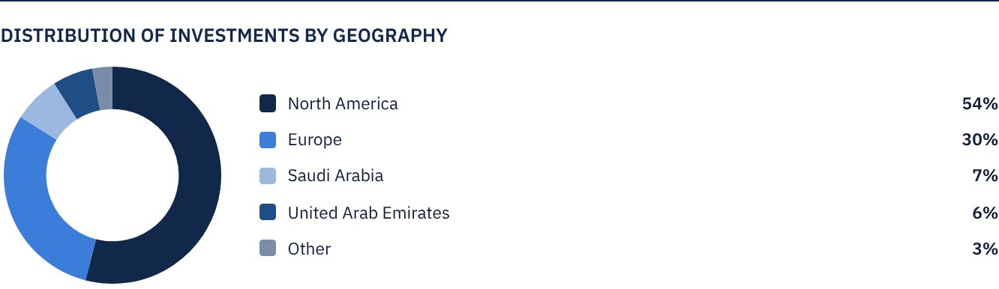 DISTRIBUTION OF INVESTMENTS BY GEOGRAPHY
North America 54%
Europe 30%
Saudi Arabia 7%
United Arab Emirates 6%
Other 3%